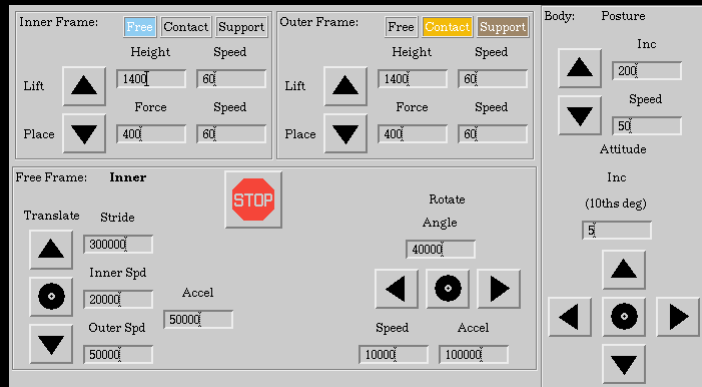 Inner Frame: Free Contact Support
Height Speed
Lift 1400 60
Force Speed
Place 400 60
Outer Frame: Free Contact Support
Height Speed
Lift 1400 60
Force Speed
Place 400 60
Body: Posture
Inc
200
Speed
50
Attitude
Inc
(10ths deg)
5
Free Frame: Inner
STOP
Translate Stride
300000
Inner Spd
20000
Accel
50000
Outer Spd
50000
Rotate
Angle
40000
Speed Accel
10000 100000